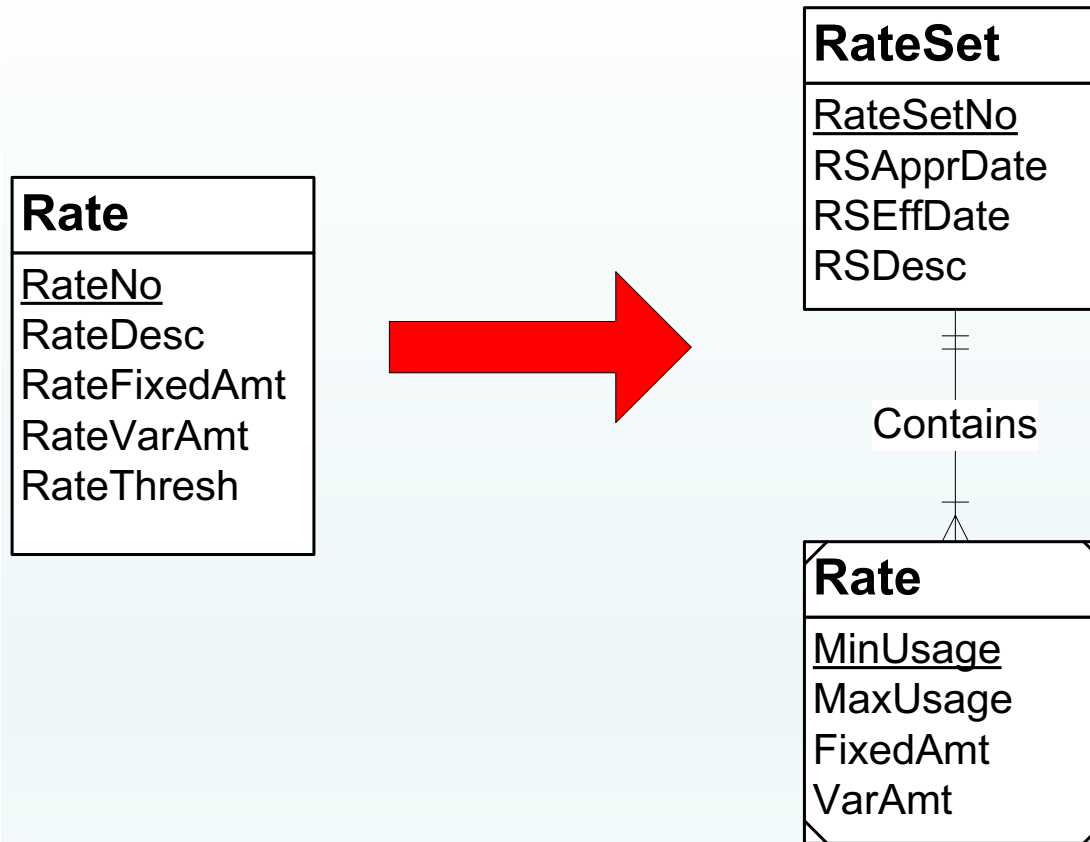 Rate
RateNo
RateDesc
RateFixedAmt
RateVarAmt
RateThresh
RateSet
RateSetNo
RSApprDate
RSEffDate
RSDesc
Contains
Rate
MinUsage
MaxUsage
FixedAmt
VarAmt